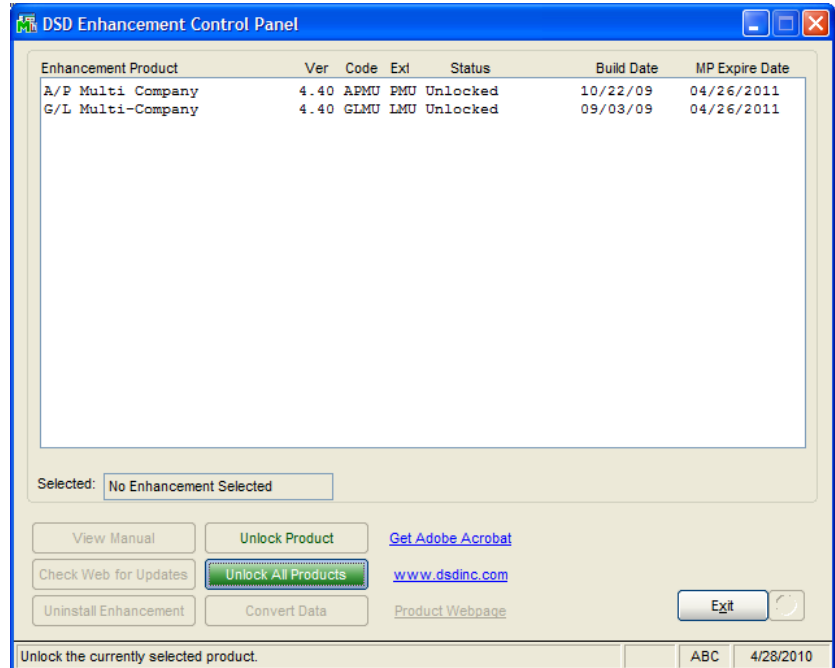 DSD Enhancement Control Panel
Enhancement Product Ver Code Ext Status Build Date MP Expire Date
A/P Multi Company 4.40 APMU PMU Unlocked 10/22/09 04/26/2011
G/L Multi-Company 4.40 GLMU LMU Unlocked 09/03/09 04/26/2011
Selected: No Enhancement Selected
View Manual Unlock Product Get Adobe Acrobat
Check Web for Updates Unlock All Products www.dsdinc.com
Uninstall Enhancement Convert Data Product Webpage Exit
Unlock the currently selected product. ABC 4/28/2010